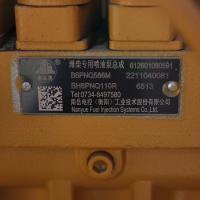 潍柴专用喷油泵总成 612601080591
B6PNQ586M 2211040081
BH6PNQ110R 6513
Tel:0734-8497580
南岳电控（衡阳）工业技术股份有限公司
Nanyue Fuel Injection Systems Co., Ltd